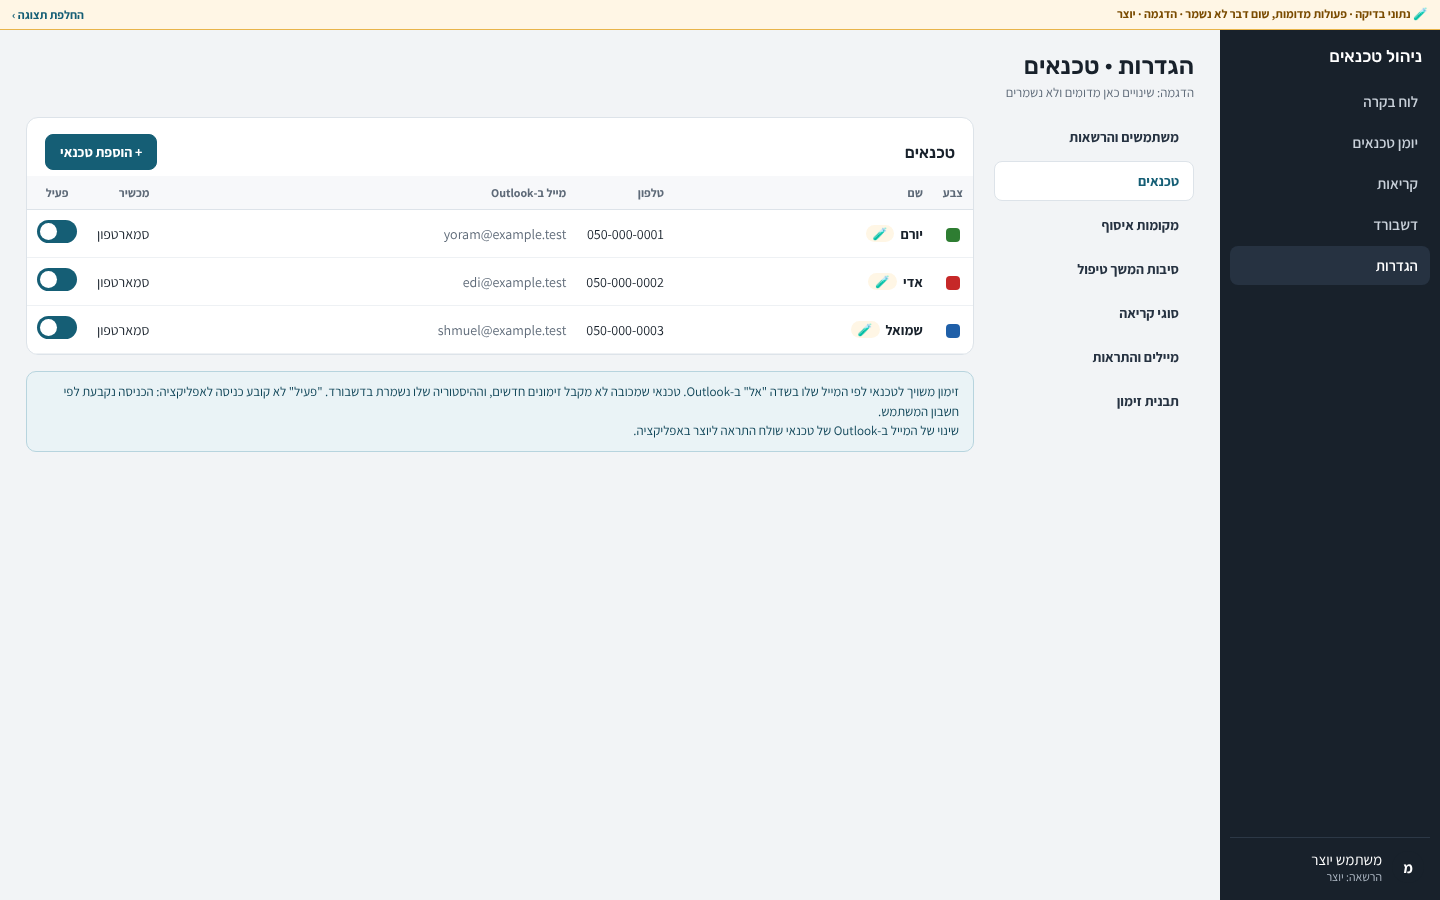 נתוני בדיקה · פעולות מדומות, שום דבר לא נשמר · הדגמה · יוצר
החלפת תצוגה ›
ניהול טכנאים
לוח בקרה
יומן טכנאים
קריאות
דשבורד
הגדרות
משתמש יוצר
הרשאה: יוצר
מ
הגדרות • טכנאים
הדגמה: שינויים כאן מדומים ולא נשמרים
משתמשים והרשאות
טכנאים
מקומות איסוף
סיבות המשך טיפול
סוגי קריאה
מיילים והתראות
תבנית זימון
טכנאים
+ הוספת טכנאי
צבע שם טלפון מייל ב-Outlook מכשיר פעיל
יורם 050-000-0001 yoram@example.test סמארטפון
אדי 050-000-0002 edi@example.test סמארטפון
שמואל 050-000-0003 shmuel@example.test סמארטפון
זימון משויך לטכנאי לפי המייל שלו בשדה "אל" ב-Outlook. טכנאי שמכובה לא מקבל זימונים חדשים, וההיסטוריה שלו נשמרת בדשבורד. "פעיל" לא קובע כניסה לאפליקציה: הכניסה נקבעת לפי
חשבון המשתמש.
שינוי של המייל ב-Outlook של טכנאי שולח התראה ליוצר באפליקציה.